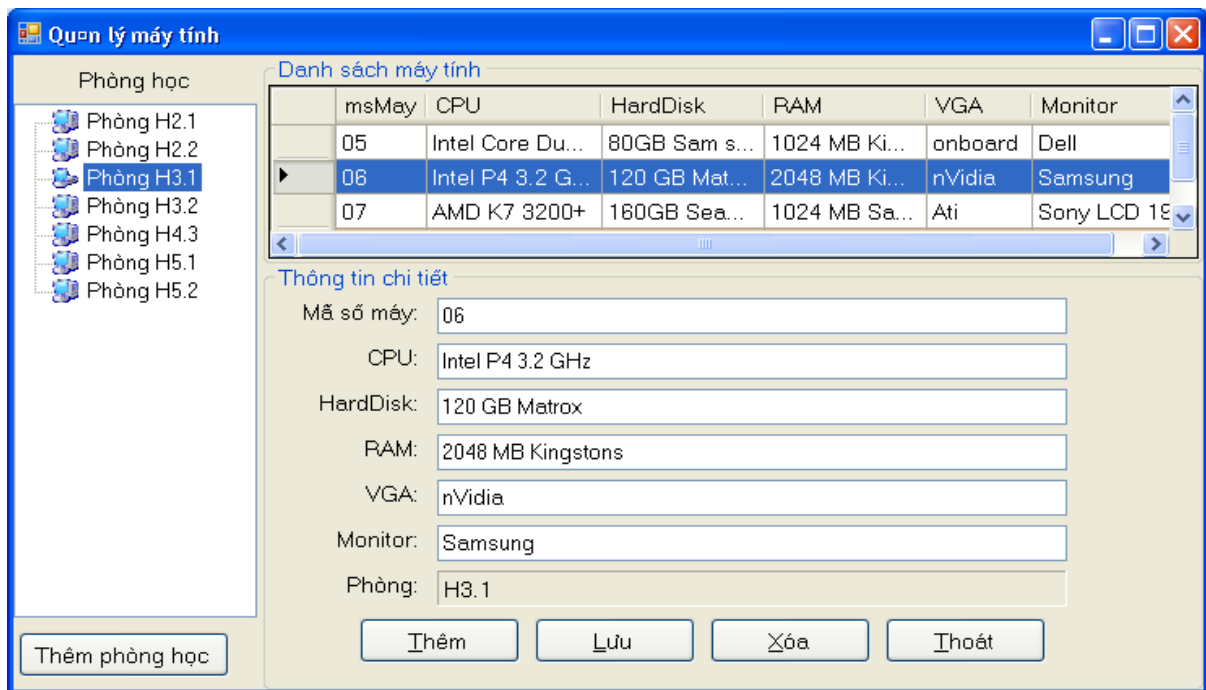 Qu¤n lý máy tính
Phòng học
Phòng H2.1
Phòng H2.2
Phòng H3.1
Phòng H3.2
Phòng H4.3
Phòng H5.1
Phòng H5.2
Thêm phòng học
Danh sách máy tính
msMay CPU HardDisk RAM VGA Monitor
05 Intel Core Du... 80GB Sam s... 1024 MB Ki... onboard Dell
06 Intel P4 3.2 G... 120 GB Mat... 2048 MB Ki... nVidia Samsung
07 AMD K7 3200+ 160GB Sea... 1024 MB Sa... Ati Sony LCD 19
Thông tin chi tiết
Mã số máy: 06
CPU: Intel P4 3.2 GHz
HardDisk: 120 GB Matrox
RAM: 2048 MB Kingstons
VGA: nVidia
Monitor: Samsung
Phòng: H3.1
Thêm Lưu Xóa Thoát